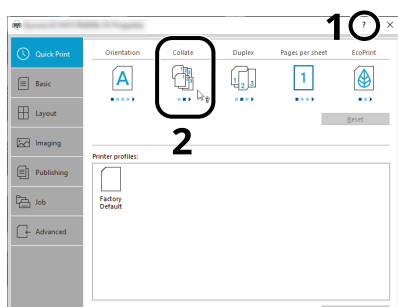 1
?
Quick Print
Orientation
Collate
Duplex
Pages per sheet
EcoPrint
Basic
A
1 2 3
1
Layout
Reset
2
Imaging
Printer profiles:
Publishing
Factory
Default
Job
Advanced